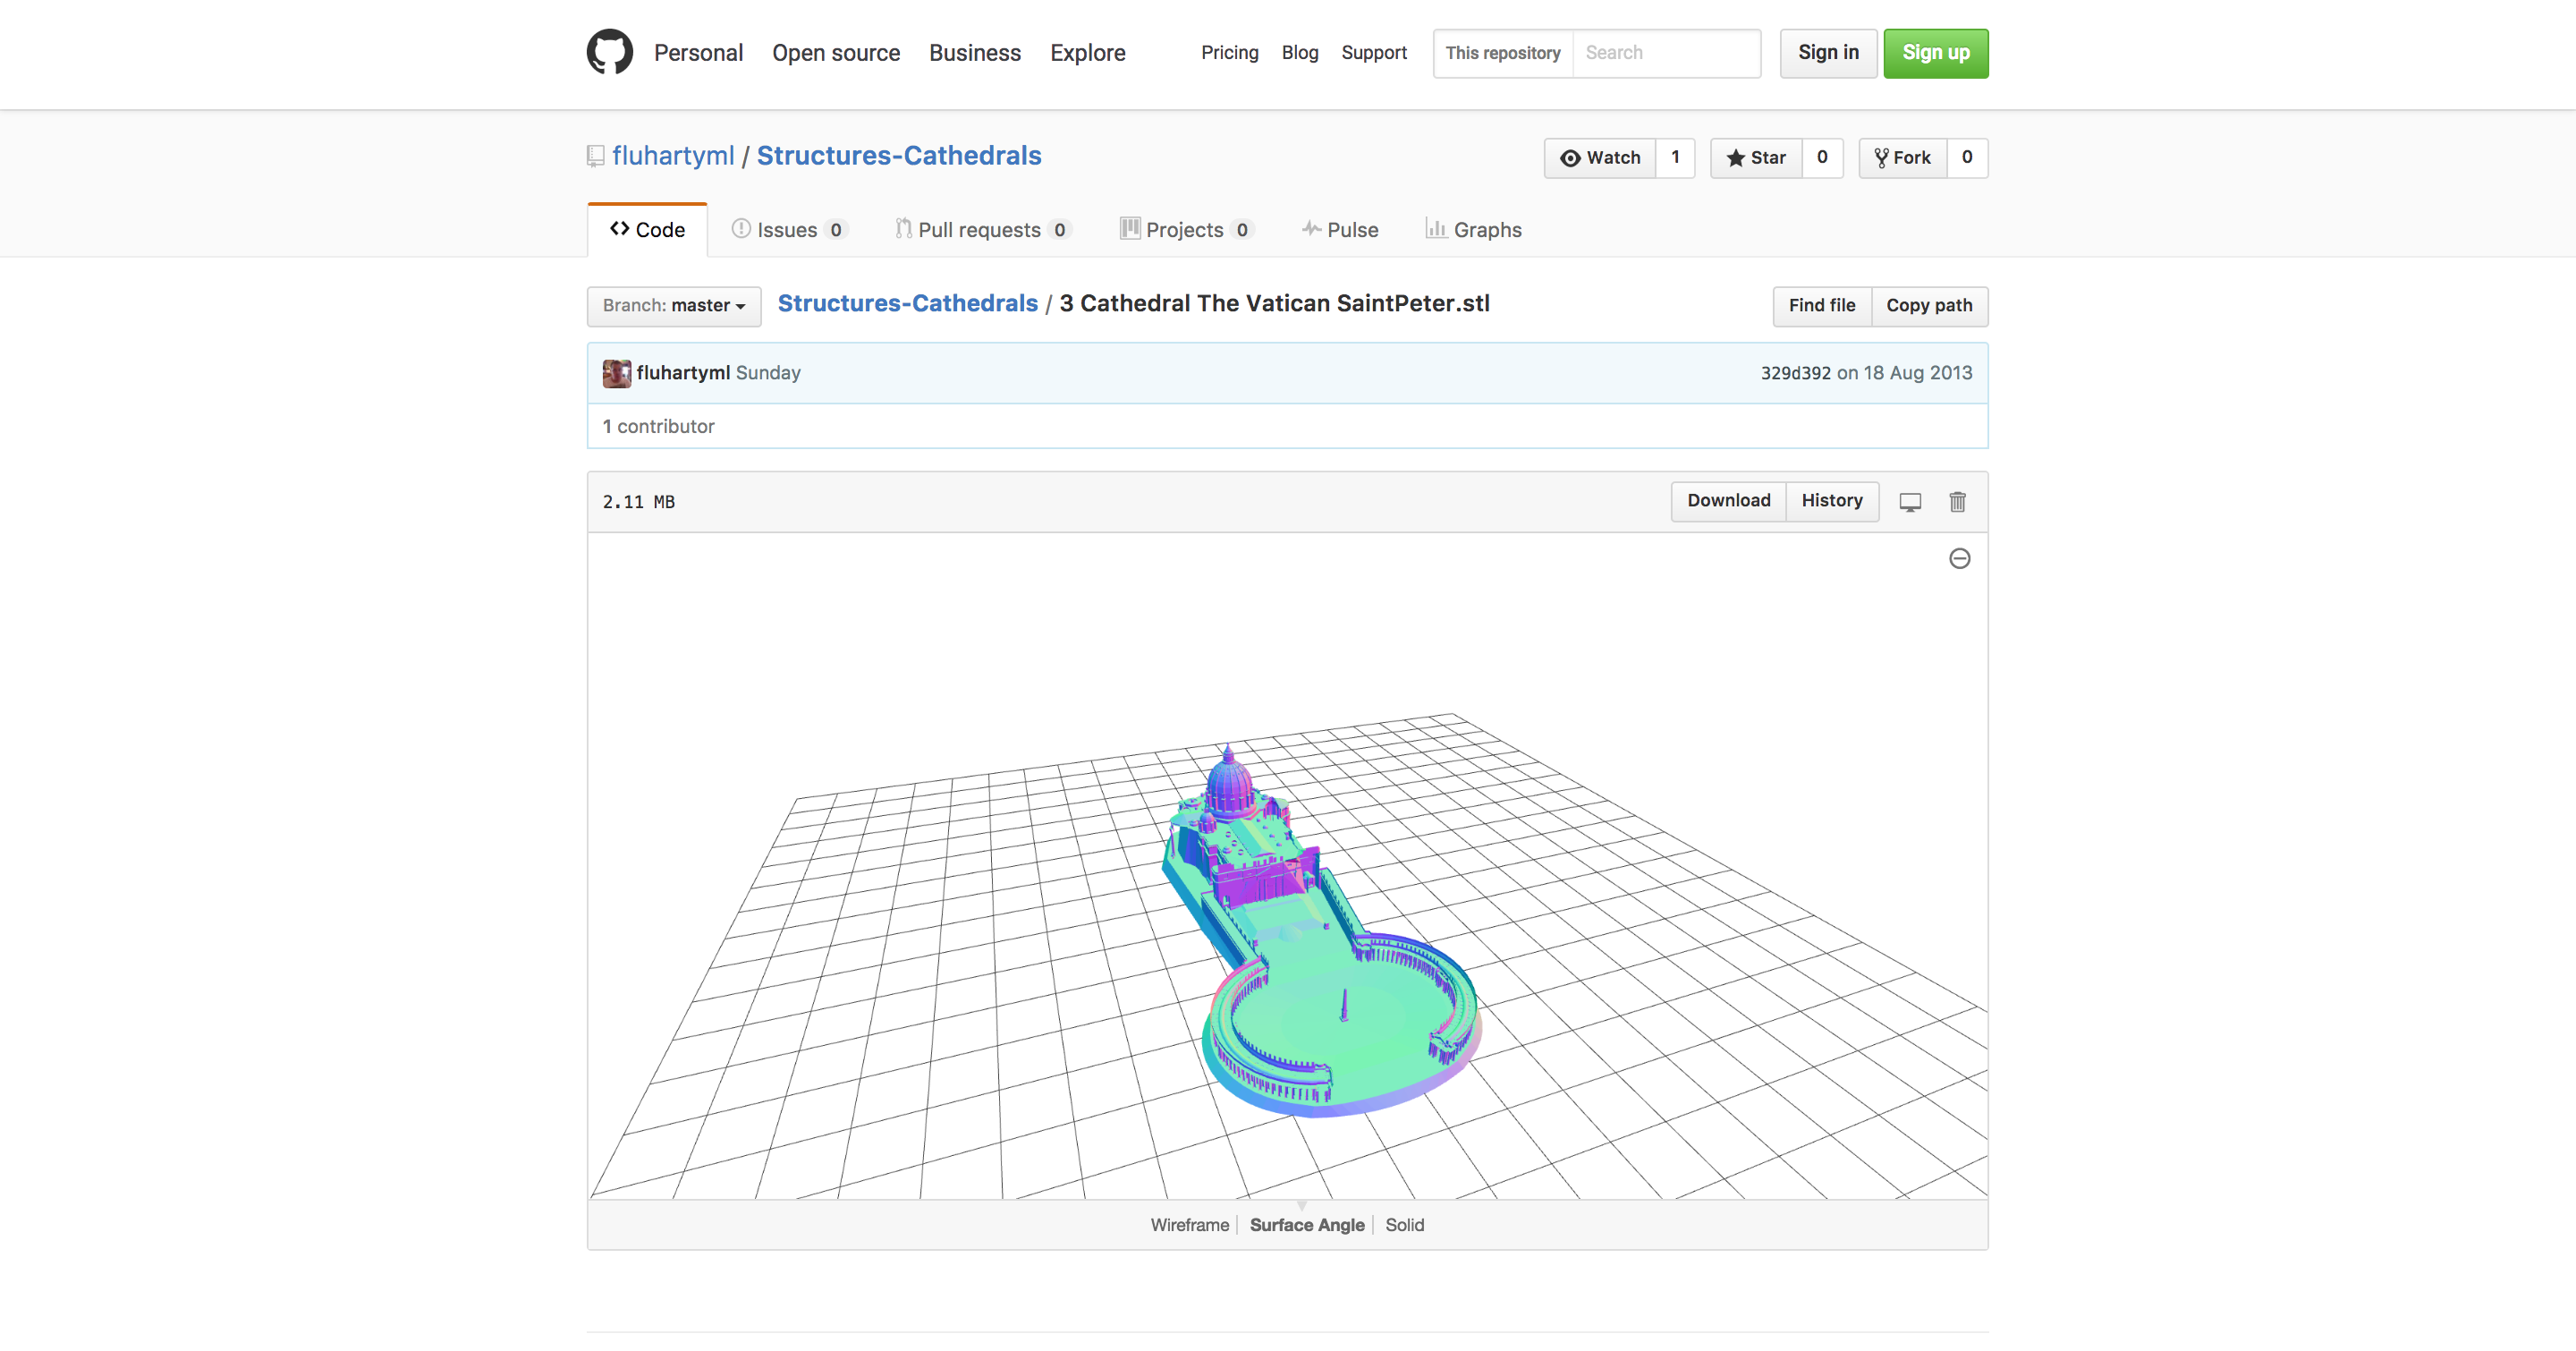 Personal Open source Business Explore Pricing Blog Support This repository Search Sign in Sign up
fluhartyml / Structures-Cathedrals Watch 1 Star 0 Fork 0
Code Issues 0 Pull requests 0 Projects 0 Pulse Graphs
Branch: master Structures-Cathedrals / 3 Cathedral The Vatican SaintPeter.stl Find file Copy path
fluhartyml Sunday 329d392 on 18 Aug 2013
1 contributor
2.11 MB Download History
Wireframe Surface Angle Solid